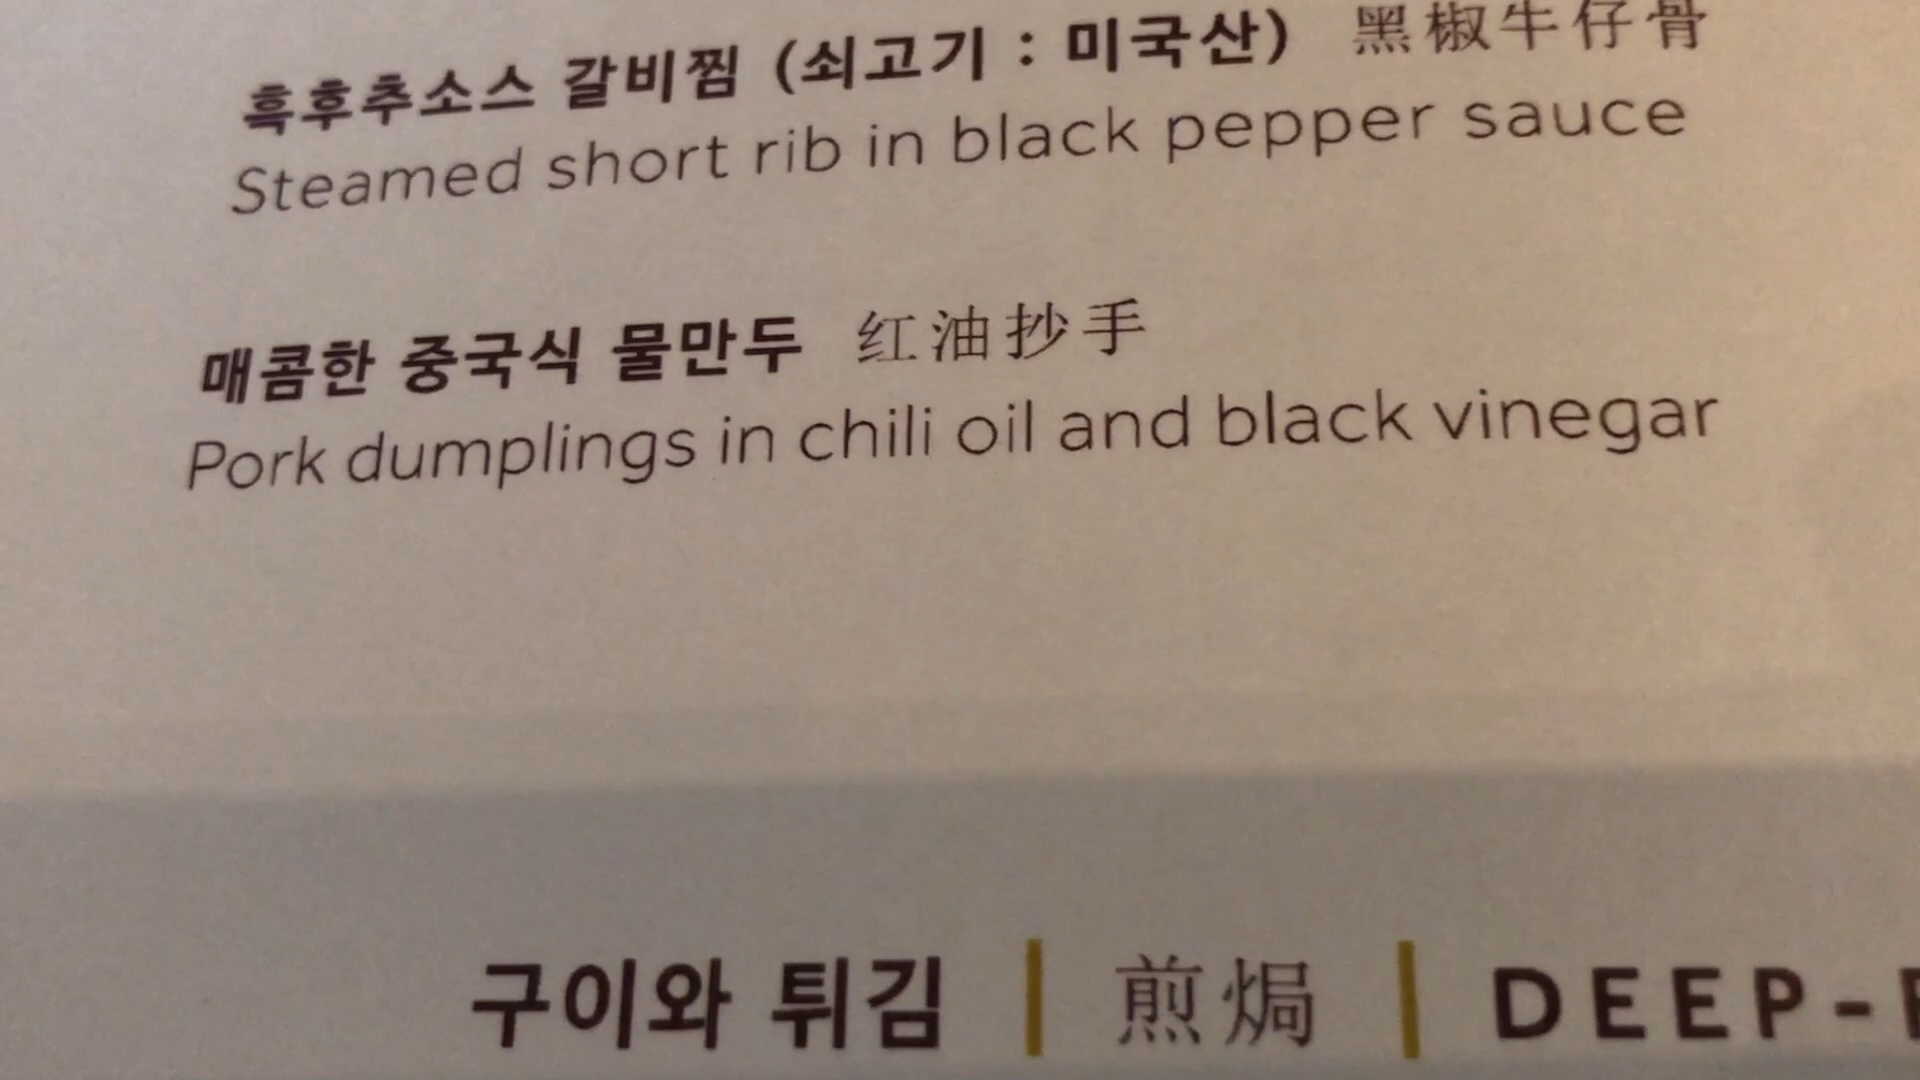 흑후추소스 갈비찜 (쇠고기 : 미국산) 黑椒牛仔骨
Steamed short rib in black pepper sauce
매콤한 중국식 물만두 红油抄手
Pork dumplings in chili oil and black vinegar
구이와 튀김 | 煎焗 | DEEP-